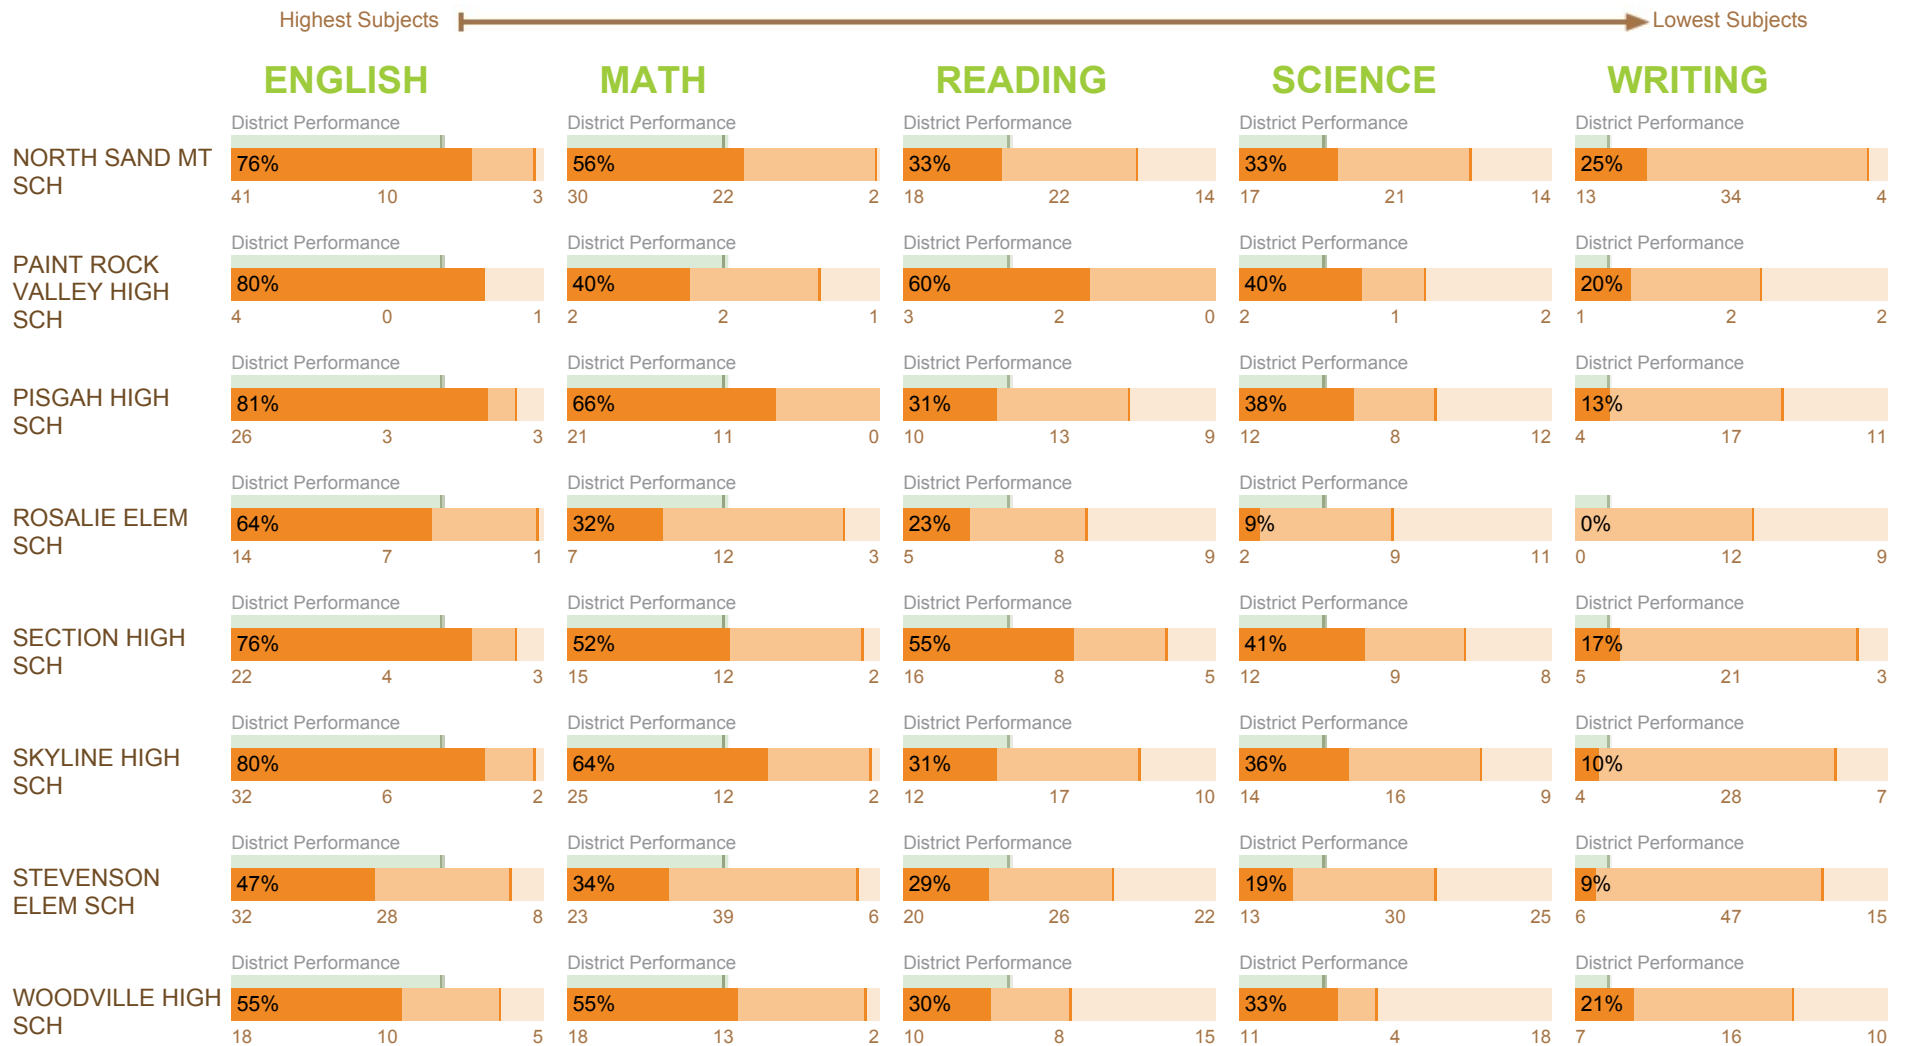 Highest Subjects Lowest Subjects
ENGLISH MATH READING SCIENCE WRITING
District Performance District Performance District Performance District Performance District Performance
NORTH SAND MT
SCH
76% 56% 33% 33% 25%
41 10 3 30 22 2 18 22 14 17 21 14 13 34 4
District Performance District Performance District Performance District Performance District Performance
PAINT ROCK
VALLEY HIGH
SCH
80% 40% 60% 40% 20%
4 0 1 2 2 1 3 2 0 2 1 2 1 2 2
District Performance District Performance District Performance District Performance District Performance
PISGAH HIGH
SCH
81% 66% 31% 38% 13%
26 3 3 21 11 0 10 13 9 12 8 12 4 17 11
District Performance District Performance District Performance District Performance
ROSALIE ELEM
SCH
64% 32% 23% 9% 0%
14 7 1 7 12 3 5 8 9 2 9 11 0 12 9
District Performance District Performance District Performance District Performance District Performance
SECTION HIGH
SCH
76% 52% 55% 41% 17%
22 4 3 15 12 2 16 8 5 12 9 8 5 21 3
District Performance District Performance District Performance District Performance District Performance
SKYLINE HIGH
SCH
80% 64% 31% 36% 10%
32 6 2 25 12 2 12 17 10 14 16 9 4 28 7
District Performance District Performance District Performance District Performance District Performance
STEVENSON
ELEM SCH
47% 34% 29% 19% 9%
32 28 8 23 39 6 20 26 22 13 30 25 6 47 15
District Performance District Performance District Performance District Performance District Performance
WOODVILLE HIGH
SCH
55% 55% 30% 33% 21%
18 10 5 18 13 2 10 8 15 11 4 18 7 16 10